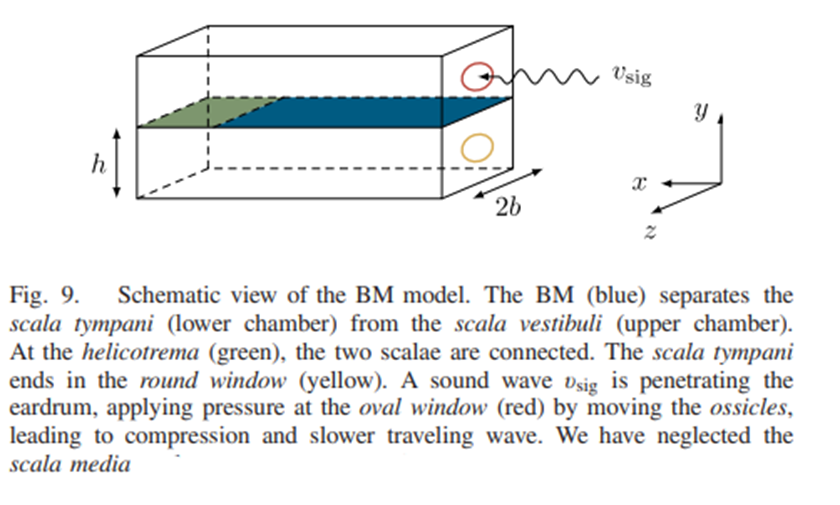 υsig
y
h
x
2b
z
Fig. 9. Schematic view of the BM model. The BM (blue) separates the
scala tympani (lower chamber) from the scala vestibuli (upper chamber).
At the helicotrema (green), the two scalae are connected. The scala tympani
ends in the round window (yellow). A sound wave υsig is penetrating the
eardrum, applying pressure at the oval window (red) by moving the ossicles,
leading to compression and slower traveling wave. We have neglected the
scala media